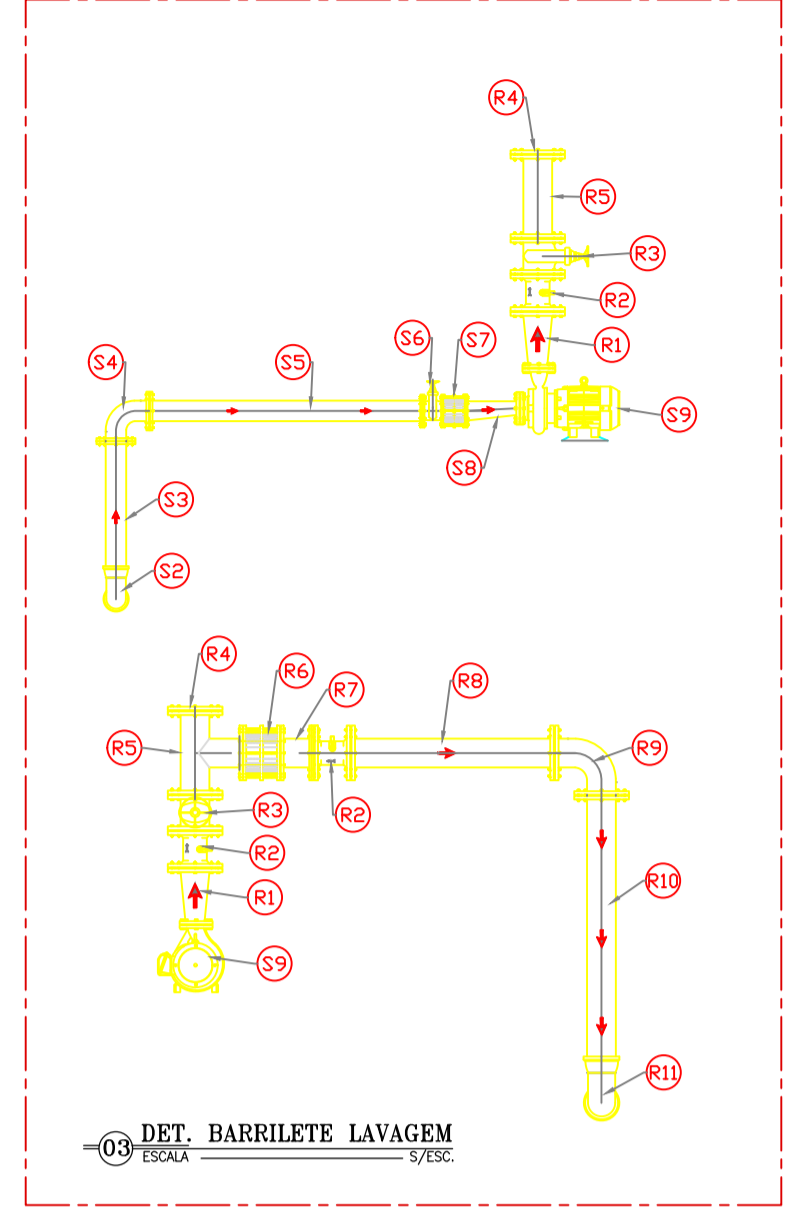 R4
R5
R3
R2
R1
S6
S7
S4
S5
S9
S8
S3
S2
R4
R6
R7
R8
R5
R9
R3
R2
R2
R10
R1
S9
R11
03 DET. BARRILETE LAVAGEM
ESCALA S/ESC.